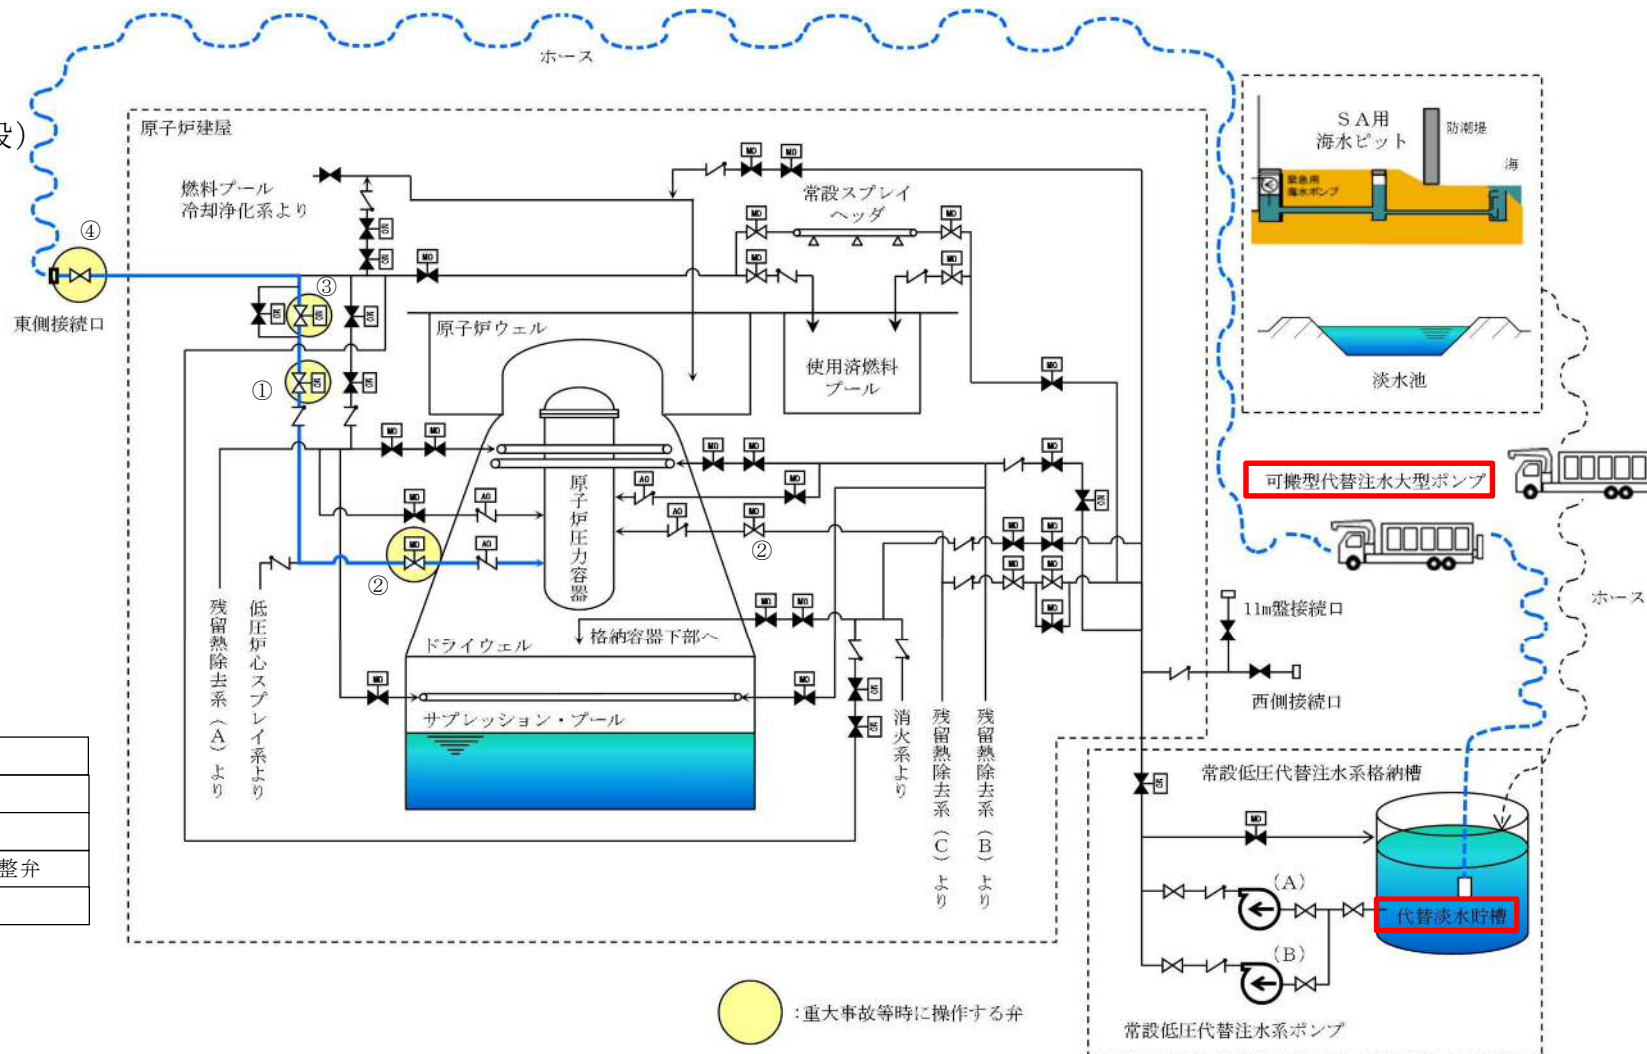 ホース
設)
原子炉建屋
燃料プール
冷却浄化系より
常設スプレイ
ヘッダ
MO
SA用
海水ピット
防潮堤
海
緊急用
海水ポンプ
④
東側接続口
③
①
原子炉ウェル
使用済燃料
プール
淡水池
可搬型代替注水大型ポンプ
原子炉圧力容器
AO
②
②
ホース
11m盤接続口
西側接続口
残留熱除去系(A)より
低圧炉心スプレイ系より
格納容器下部へ
ドライウェル
サプレッション・プール
消火系より
残留熱除去系(C)より
残留熱除去系(B)より
整弁
常設低圧代替注水系格納槽
(A)
代替淡水貯槽
(B)
常設低圧代替注水系ポンプ
:重大事故等時に操作する弁